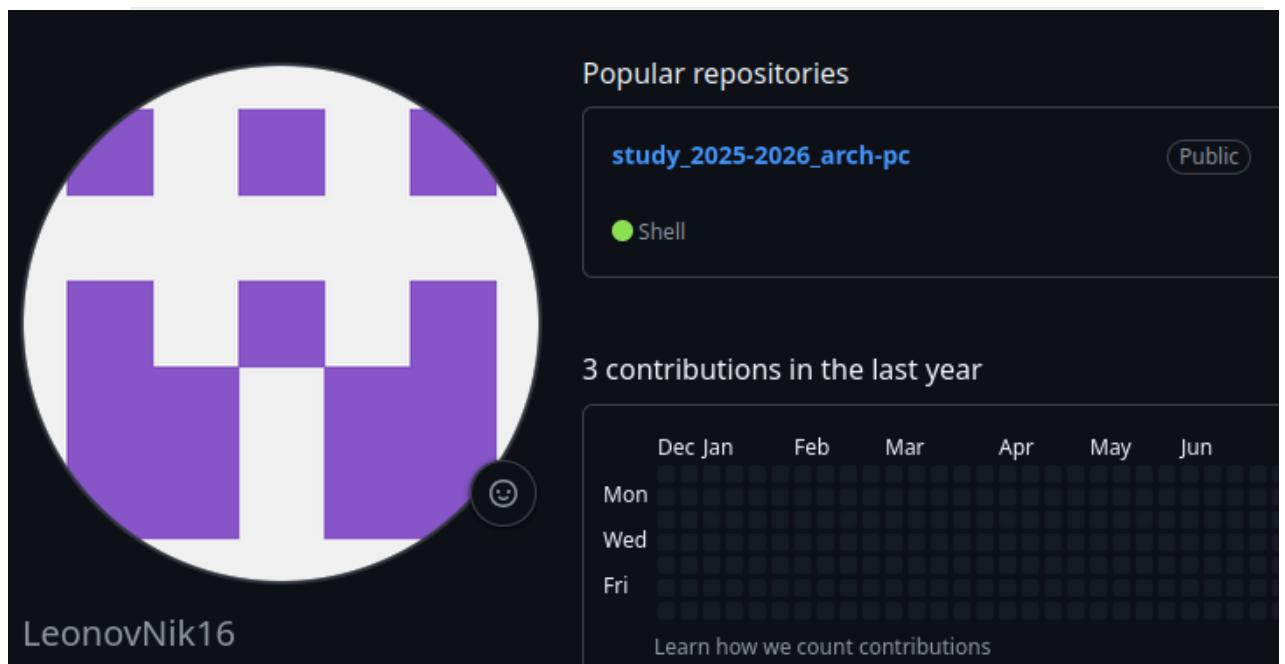 Popular repositories
study_2025-2026_arch-pc Public
Shell
3 contributions in the last year
Dec Jan Feb Mar Apr May Jun
Mon
Wed
Fri
Learn how we count contributions
LeonovNik16